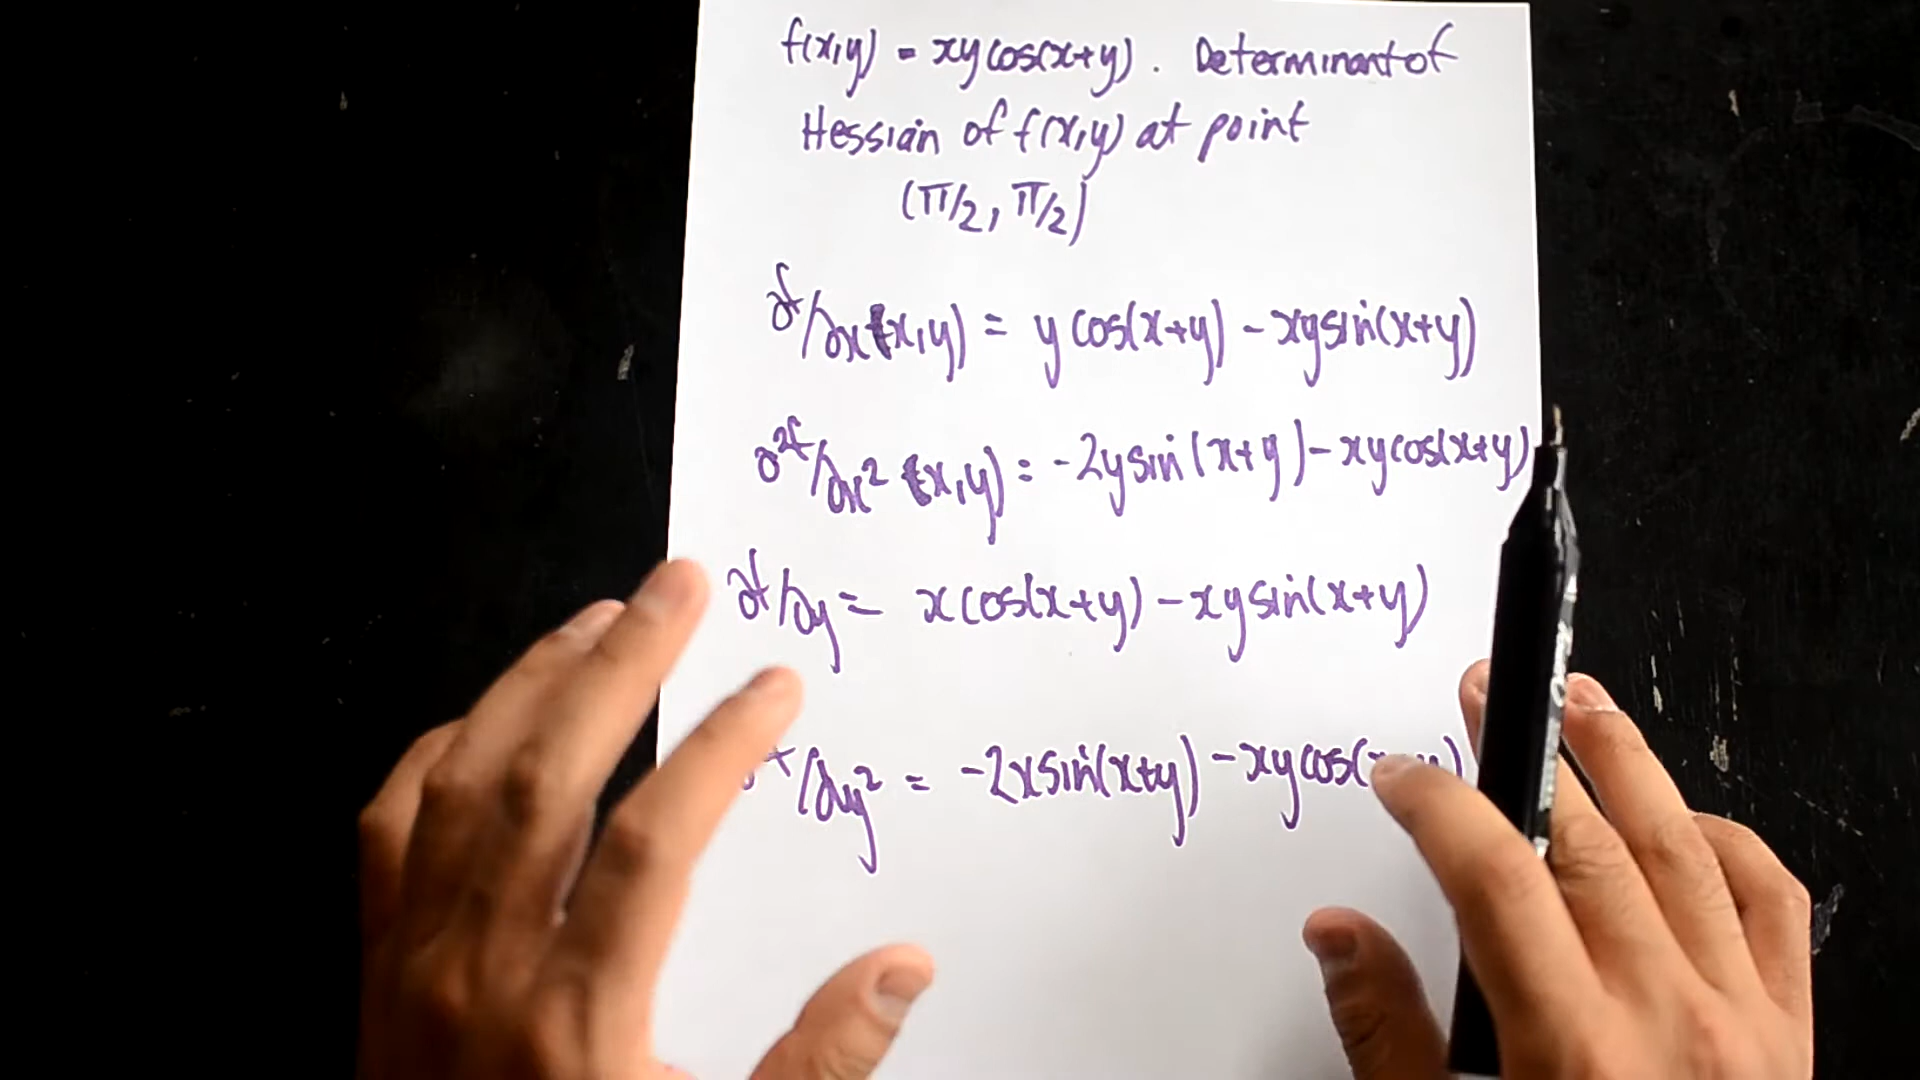 f(x,y) = xy cos(x+y). Determinant of
Hessian of f(x,y) at point
(π/2, π/2)
∂f/∂x (x,y) = y cos(x+y) - xy sin(x+y)
∂²f/∂x² (x,y) = -2y sin(x+y) - xy cos(x+y)
∂f/∂y = x cos(x+y) - xy sin(x+y)
/∂y² = -2x sin(x+y) - xy cos(